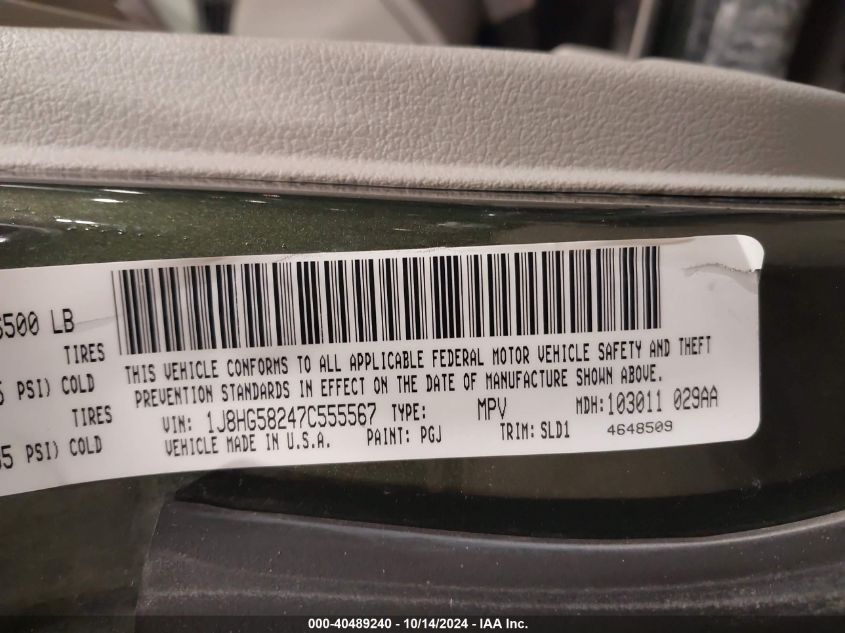 6500 LB
TIRES
5 PSI) COLD
TIRES
35 PSI) COLD
THIS VEHICLE CONFORMS TO ALL APPLICABLE FEDERAL MOTOR VEHICLE SAFETY AND THEFT
PREVENTION STANDARDS IN EFFECT ON THE DATE OF MANUFACTURE SHOWN ABOVE.
VIN: 1J8HG58247C555567 TYPE: MPV MDH: 103011 029AA
VEHICLE MADE IN U.S.A. PAINT: PGJ TRIM: SLD1 4648509
000-40489240 - 10/14/2024 - IAA Inc.